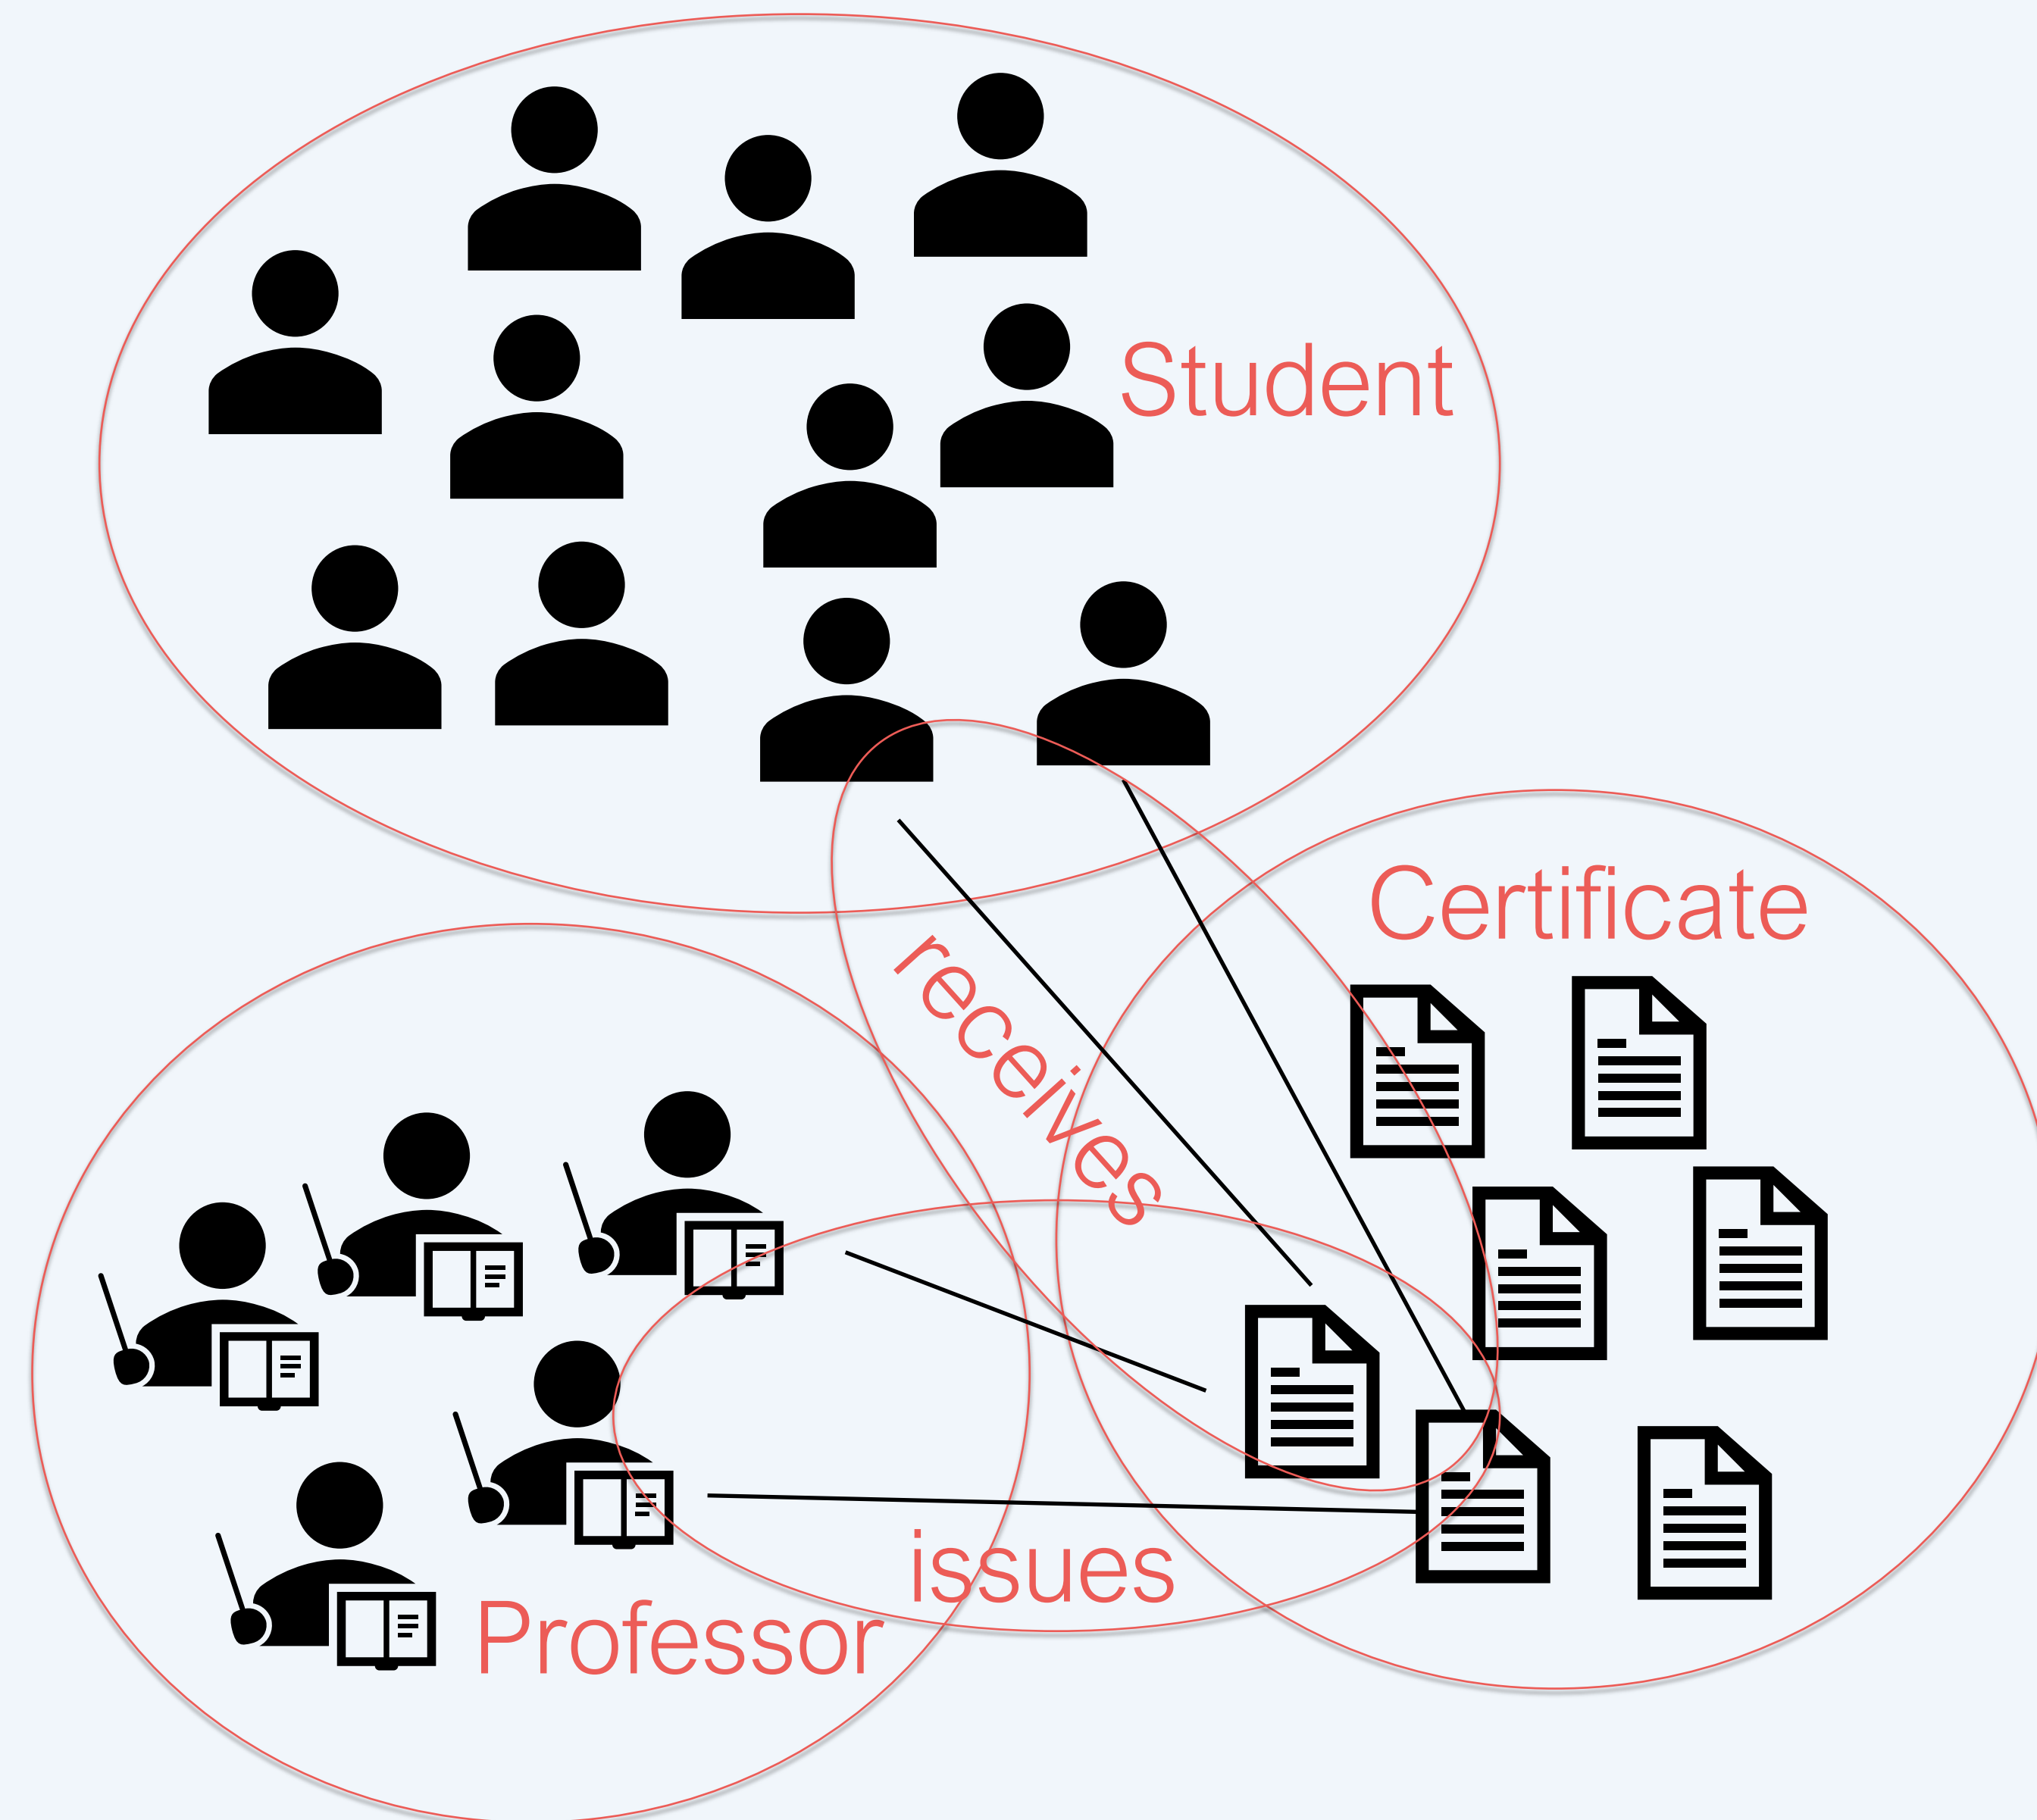 Student
Certificate
receives
issues
Professor